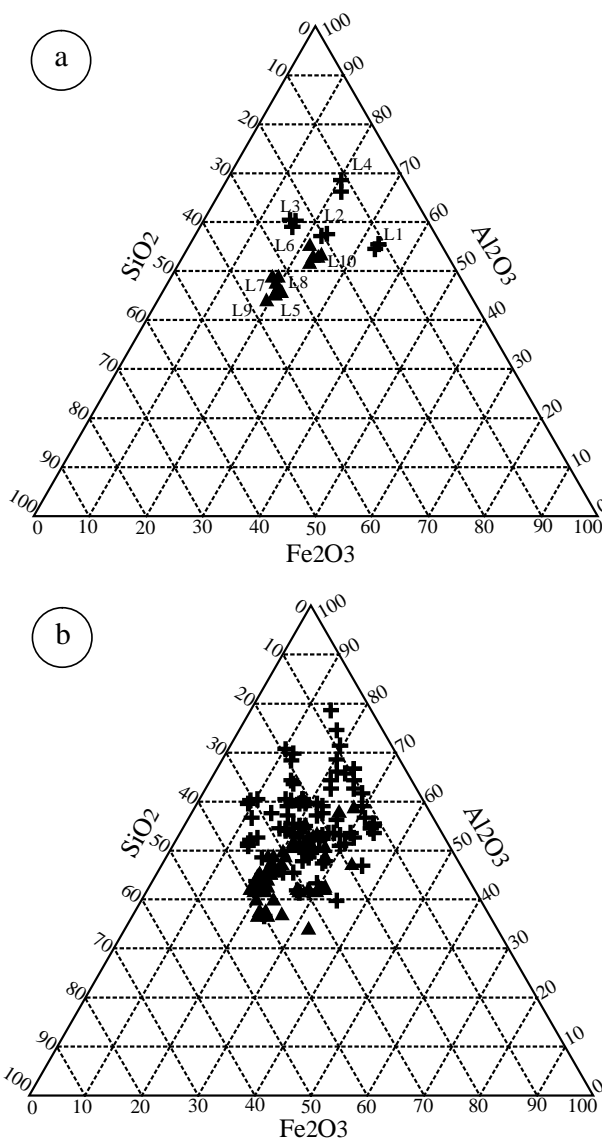 a
0 100
10 90
20 80
30 L4 70
40 L3 L2 60
SiO2 L6 L1 Al2O3
50 L10 50
L7 L8
60 L9 L5 40
70 30
80 20
90 10
100 0
0 10 20 30 40 50 60 70 80 90 100
Fe2O3
b
0 100
10 90
20 80
30 70
40 60
SiO2 Al2O3
50 50
60 40
70 30
80 20
90 10
100 0
0 10 20 30 40 50 60 70 80 90 100
Fe2O3